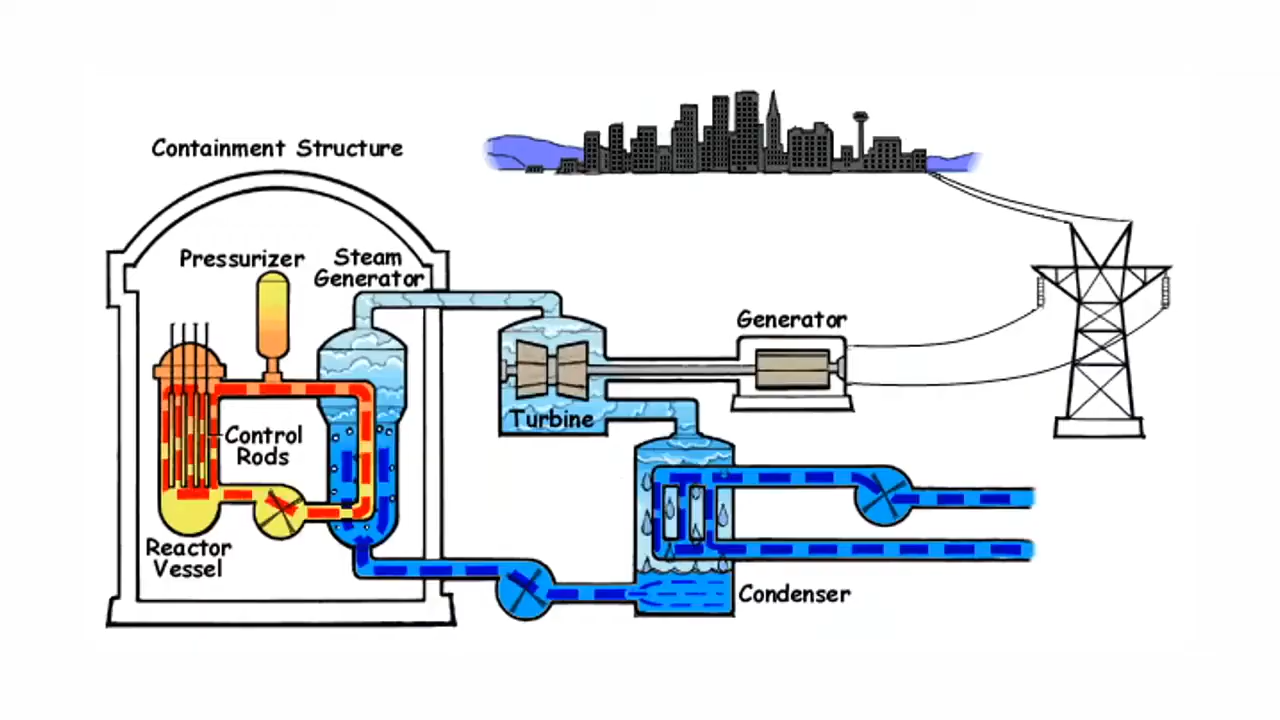 Containment Structure
Pressurizer
Steam
Generator
Generator
Turbine
Control
Rods
Reactor
Vessel
Condenser